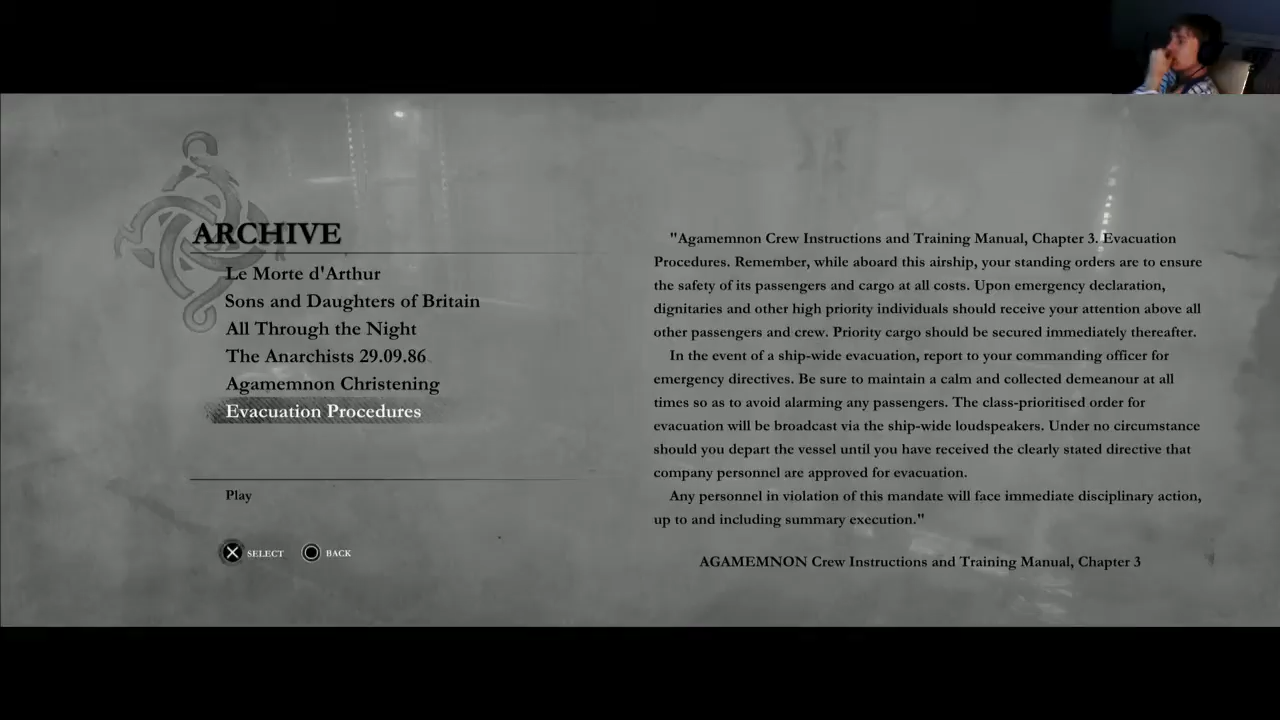 ARCHIVE
Le Morte d'Arthur
Sons and Daughters of Britain
All Through the Night
The Anarchists 29.09.86
Agamemnon Christening
Evacuation Procedures
Play
SELECT BACK
"Agamemnon Crew Instructions and Training Manual, Chapter 3. Evacuation
Procedures. Remember, while aboard this airship, your standing orders are to ensure
the safety of its passengers and cargo at all costs. Upon emergency declaration,
dignitaries and other high priority individuals should receive your attention above all
other passengers and crew. Priority cargo should be secured immediately thereafter.
In the event of a ship-wide evacuation, report to your commanding officer for
emergency directives. Be sure to maintain a calm and collected demeanour at all
times so as to avoid alarming any passengers. The class-prioritised order for
evacuation will be broadcast via the ship-wide loudspeakers. Under no circumstance
should you depart the vessel until you have received the clearly stated directive that
company personnel are approved for evacuation.
Any personnel in violation of this mandate will face immediate disciplinary action,
up to and including summary execution."
AGAMEMNON Crew Instructions and Training Manual, Chapter 3